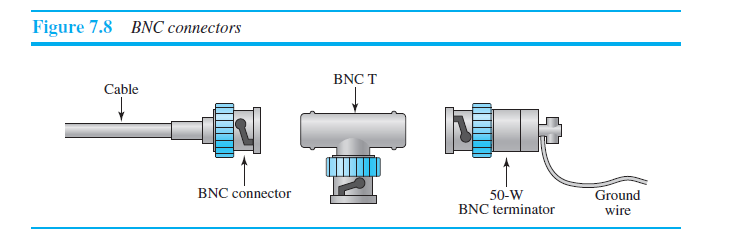 Figure 7.8 BNC connectors
Cable
BNC T
BNC connector
50-W
BNC terminator
Ground
wire